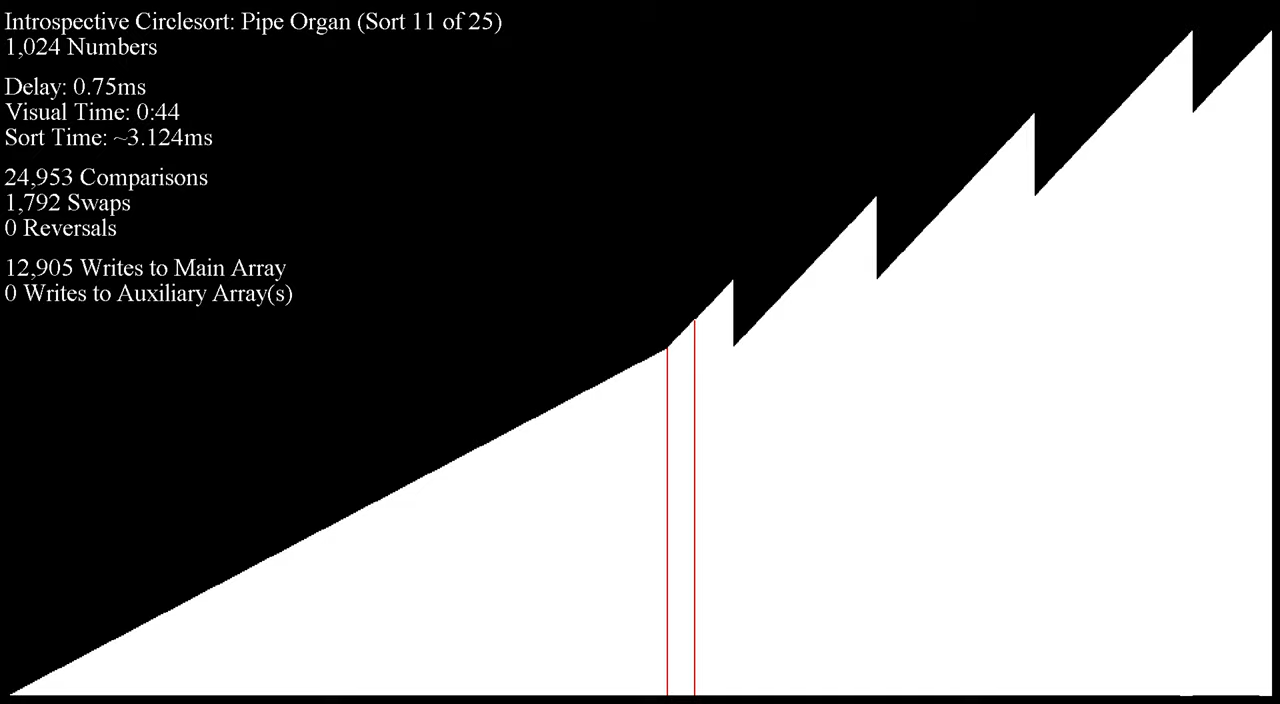 Introspective Circlesort: Pipe Organ (Sort 11 of 25)
1,024 Numbers
Delay: 0.75ms
Visual Time: 0:44
Sort Time: ~3.124ms
24,953 Comparisons
1,792 Swaps
0 Reversals
12,905 Writes to Main Array
0 Writes to Auxiliary Array(s)